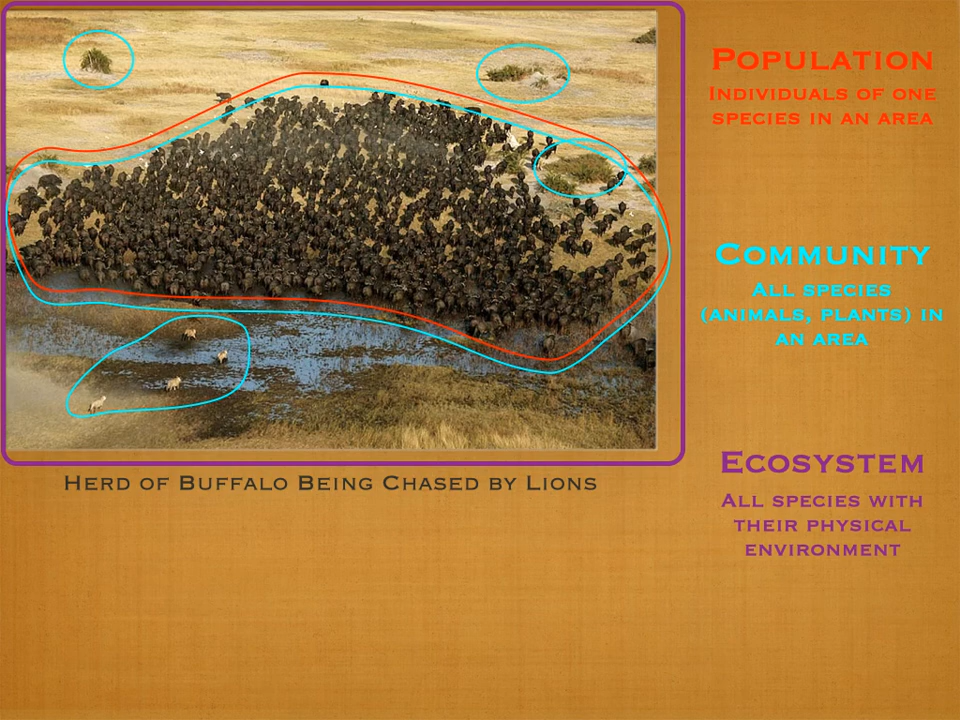 Population
Individuals of one
species in an area
Community
All species
(animals, plants) in
an area
Ecosystem
All species with
their physical
environment
Herd of Buffalo Being Chased by Lions